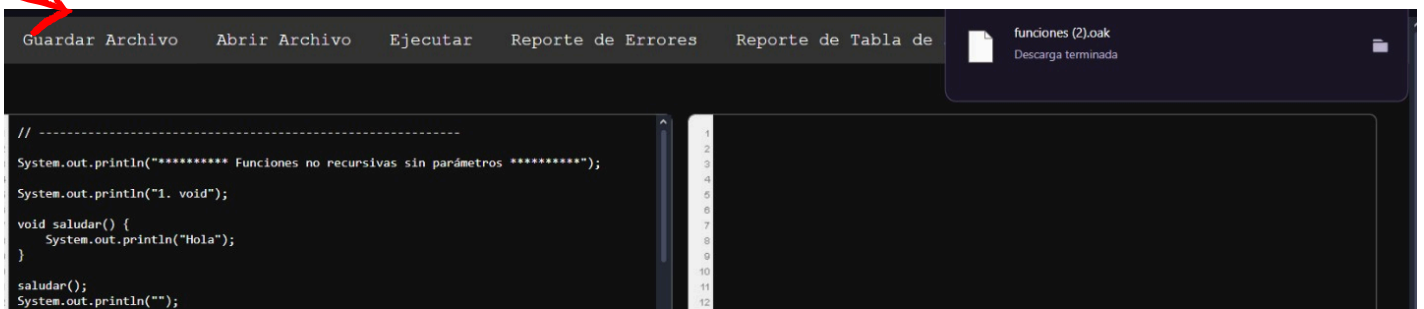 Guardar Archivo Abrir Archivo Ejecutar Reporte de Errores Reporte de Tabla de
funciones (2).oak
Descarga terminada
// ------------------------------------------------------------
System.out.println("********** Funciones no recursivas sin parámetros **********");
System.out.println("1. void");
void saludar() {
System.out.println("Hola");
}
saludar();
System.out.println("");
1
2
3
4
5
6
7
8
9
10
11
12